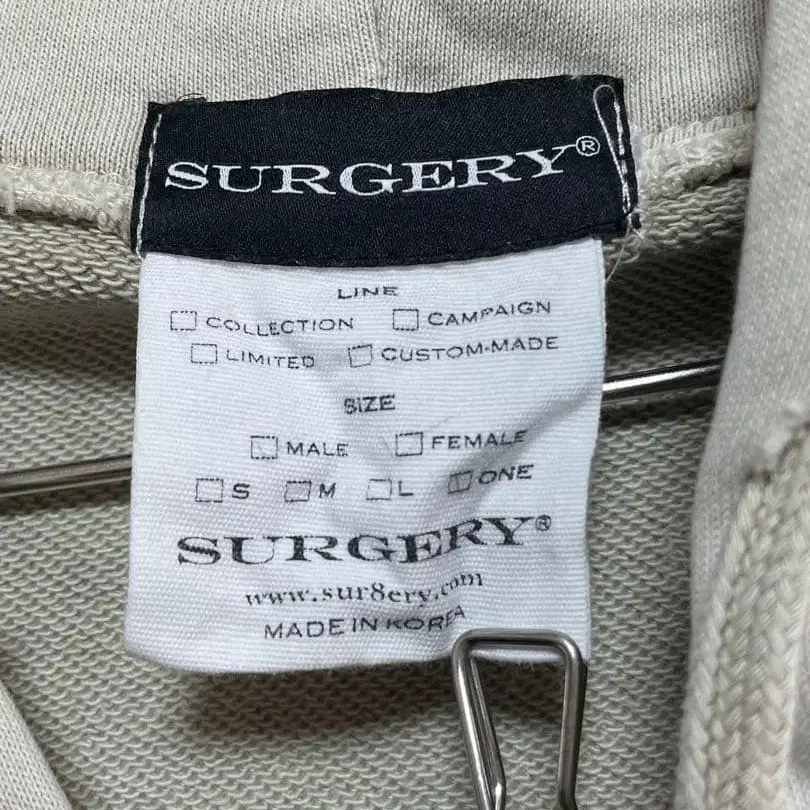 SURGERY®
LINE
☐ COLLECTION ☐ CAMPAIGN
☐ LIMITED ☐ CUSTOM-MADE
SIZE
☐ MALE ☐ FEMALE
☐ S ☐ M ☐ L ☐ ONE
SURGERY®
www.sur8ery.com
MADE IN KOREA